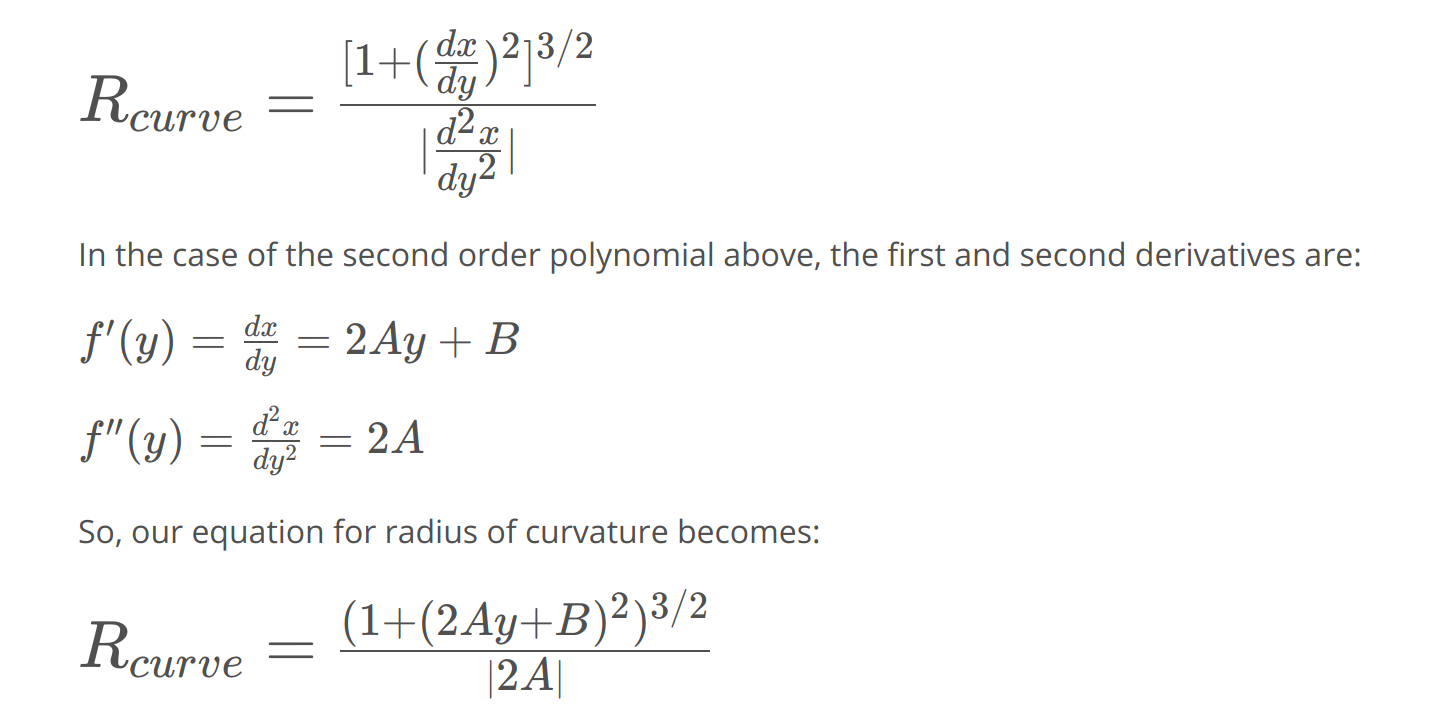 $R_{curve} = \frac{[1+(\frac{dx}{dy})^2]^{3/2}}{|\frac{d^2x}{dy^2}|}$
In the case of the second order polynomial above, the first and second derivatives are:
$f'(y) = \frac{dx}{dy} = 2Ay + B$
$f''(y) = \frac{d^2x}{dy^2} = 2A$
So, our equation for radius of curvature becomes:
$R_{curve} = \frac{(1+(2Ay+B)^2)^{3/2}}{|2A|}$